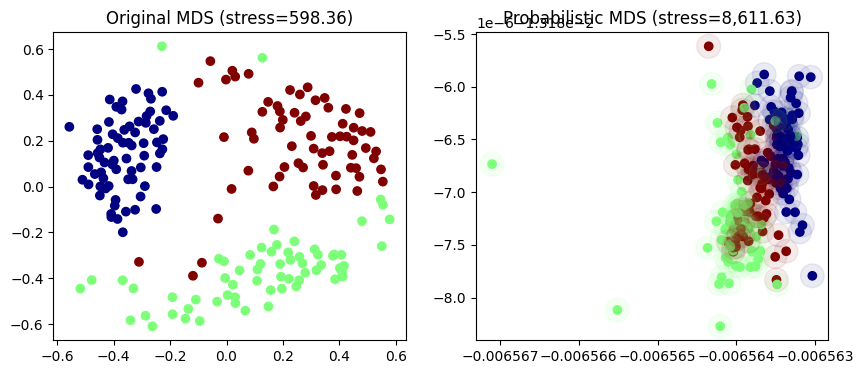 Original MDS (stress=598.36)
0.6
0.4
0.2
0.0
−0.2
−0.4
−0.6
−0.6 −0.4 −0.2 0.0 0.2 0.4 0.6
Probabilistic MDS (stress=8,611.63)
1e−6−1.318e−2
−5.5
−6.0
−6.5
−7.0
−7.5
−8.0
−0.006567 −0.006566 −0.006565 −0.006564 −0.006563